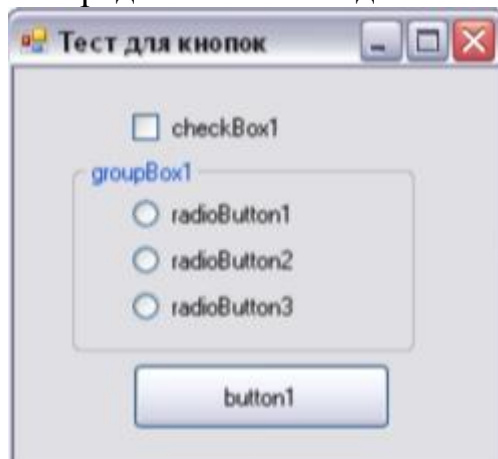 Тест для кнопок
checkBox1
groupBox1
radioButton1
radioButton2
radioButton3
button1